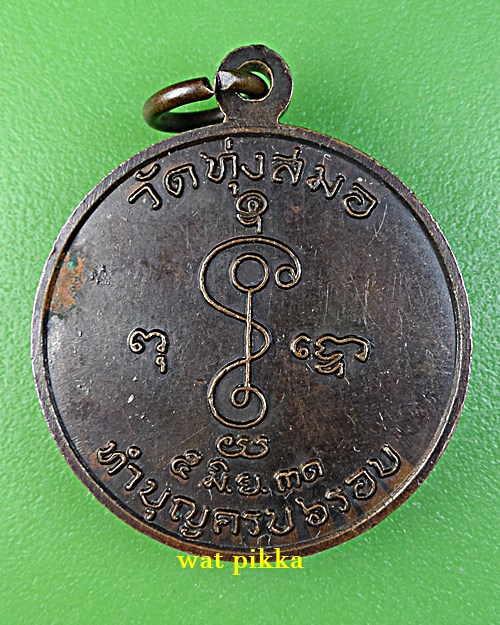 วัดทุ่งสมอ
๕ มิ.ย. ๓๑
ทำบุญครบ ๖ รอบ
wat pikka